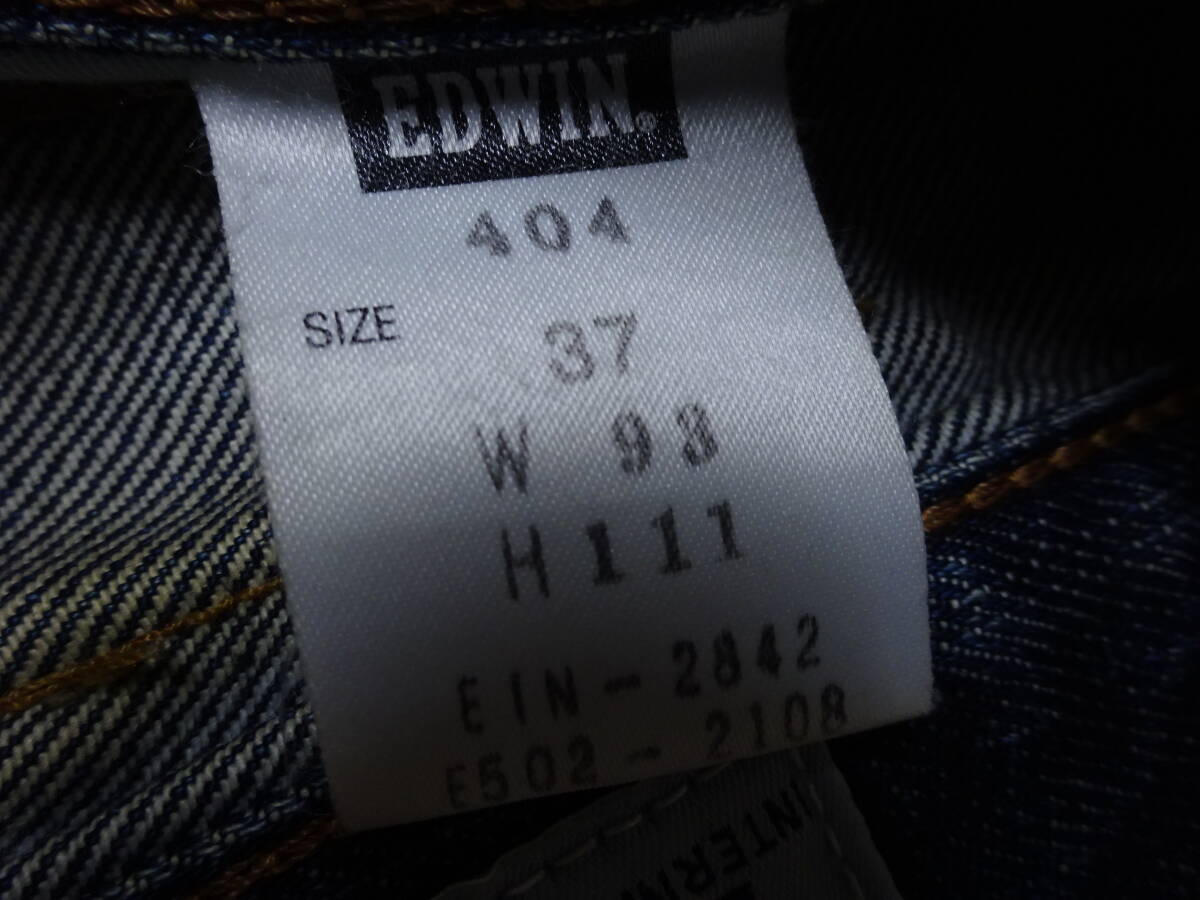 EDWIN®
404
SIZE 37
W 93
H 111
EIN-2842
E502-2108